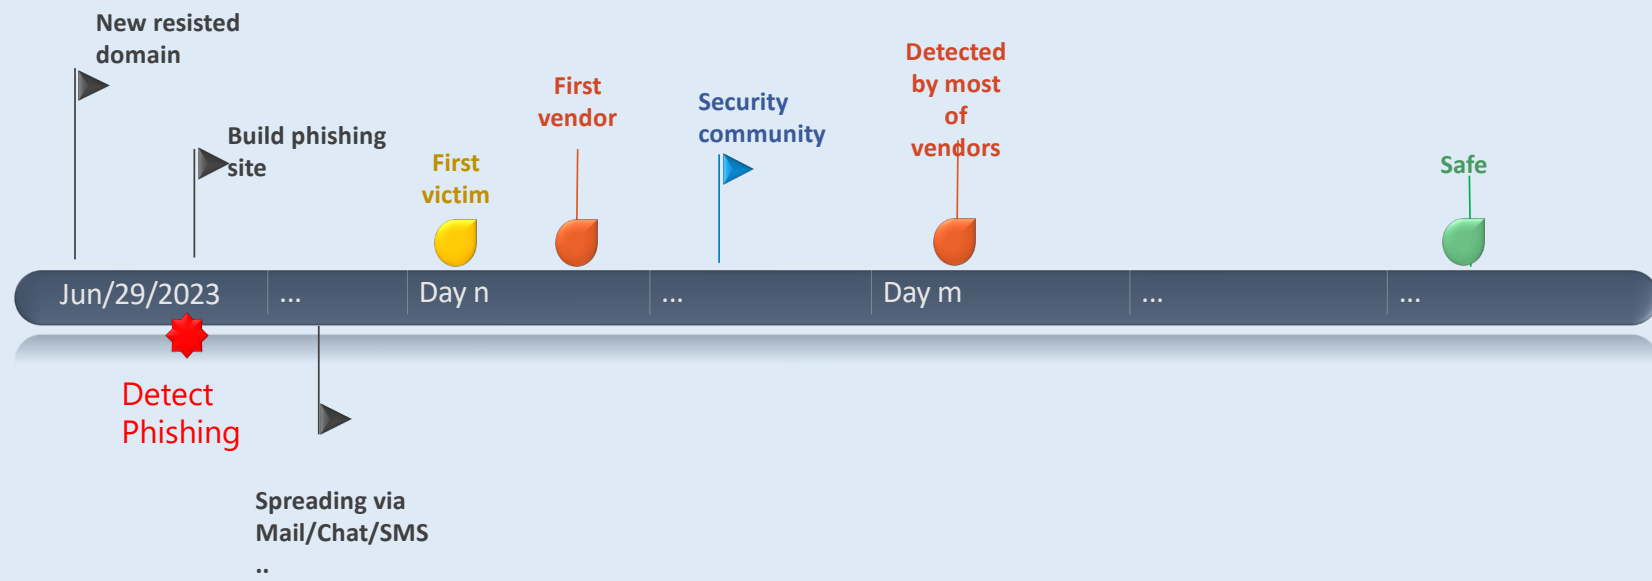 New resisted
domain
Build phishing
site
First
victim
First
vendor
Security
community
Detected
by most
of
vendors
Safe
Jun/29/2023
...
Day n
...
Day m
...
...
Detect
Phishing
Spreading via
Mail/Chat/SMS
..